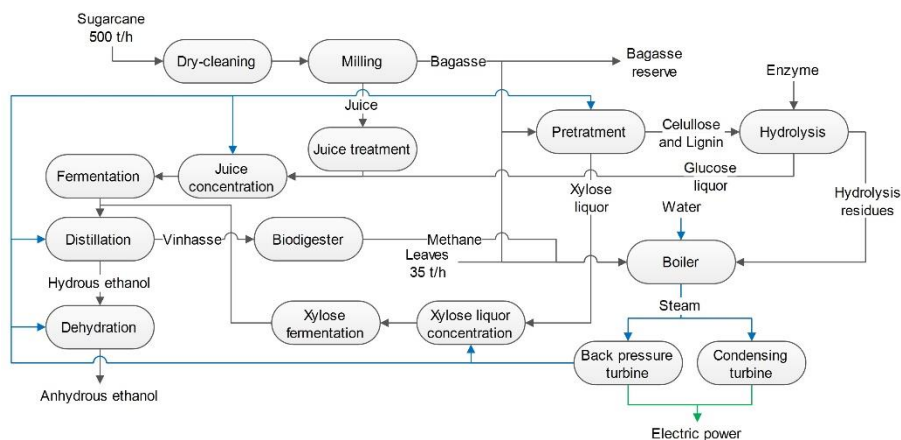 Sugarcane
500 t/h
Dry-cleaning
Milling
Bagasse
Bagasse
reserve
Enzyme
Juice
Pretratment
Celullose
and Lignin
Hydrolysis
Juice treatment
Fermentation
Juice
concentration
Glucose
liquor
Xylose
liquor
Hydrolysis
residues
Water
Distillation
Vinhasse
Biodigester
Methane
Leaves
35 t/h
Boiler
Hydrous ethanol
Steam
Dehydration
Xylose
fermentation
Xylose liquor
concentration
Back pressure
turbine
Condensing
turbine
Anhydrous ethanol
Electric power